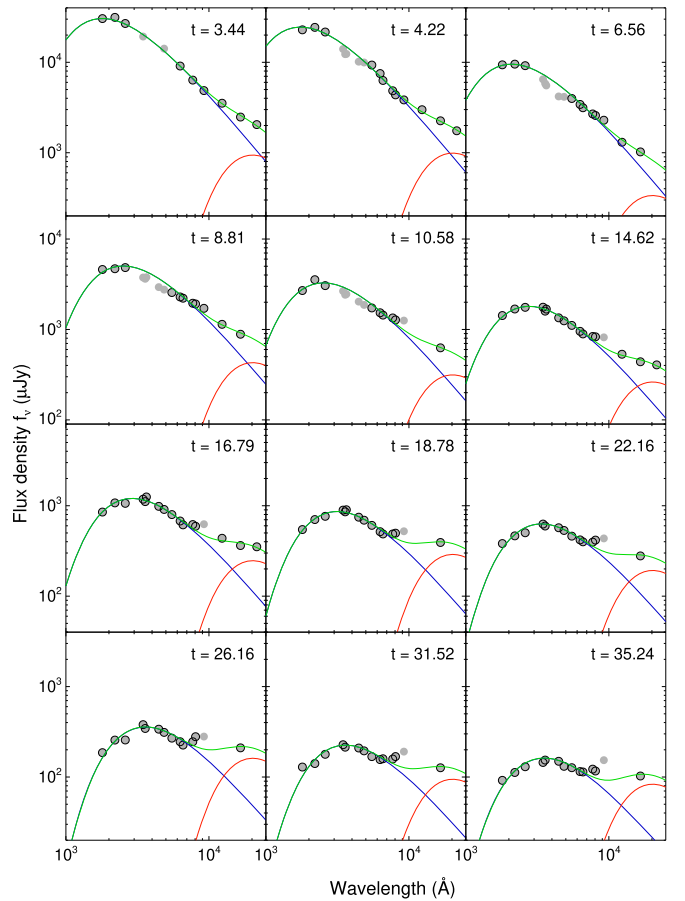 t = 3.44
t = 4.22
t = 6.56
10⁴
10³
t = 8.81
t = 10.58
t = 14.62
10⁴
10³
10²
Flux density fᵥ (μJy)
t = 16.79
t = 18.78
t = 22.16
10³
10²
t = 26.16
t = 31.52
t = 35.24
10³
10²
10³
10⁴
10³
10⁴
10³
10⁴
Wavelength (Å)